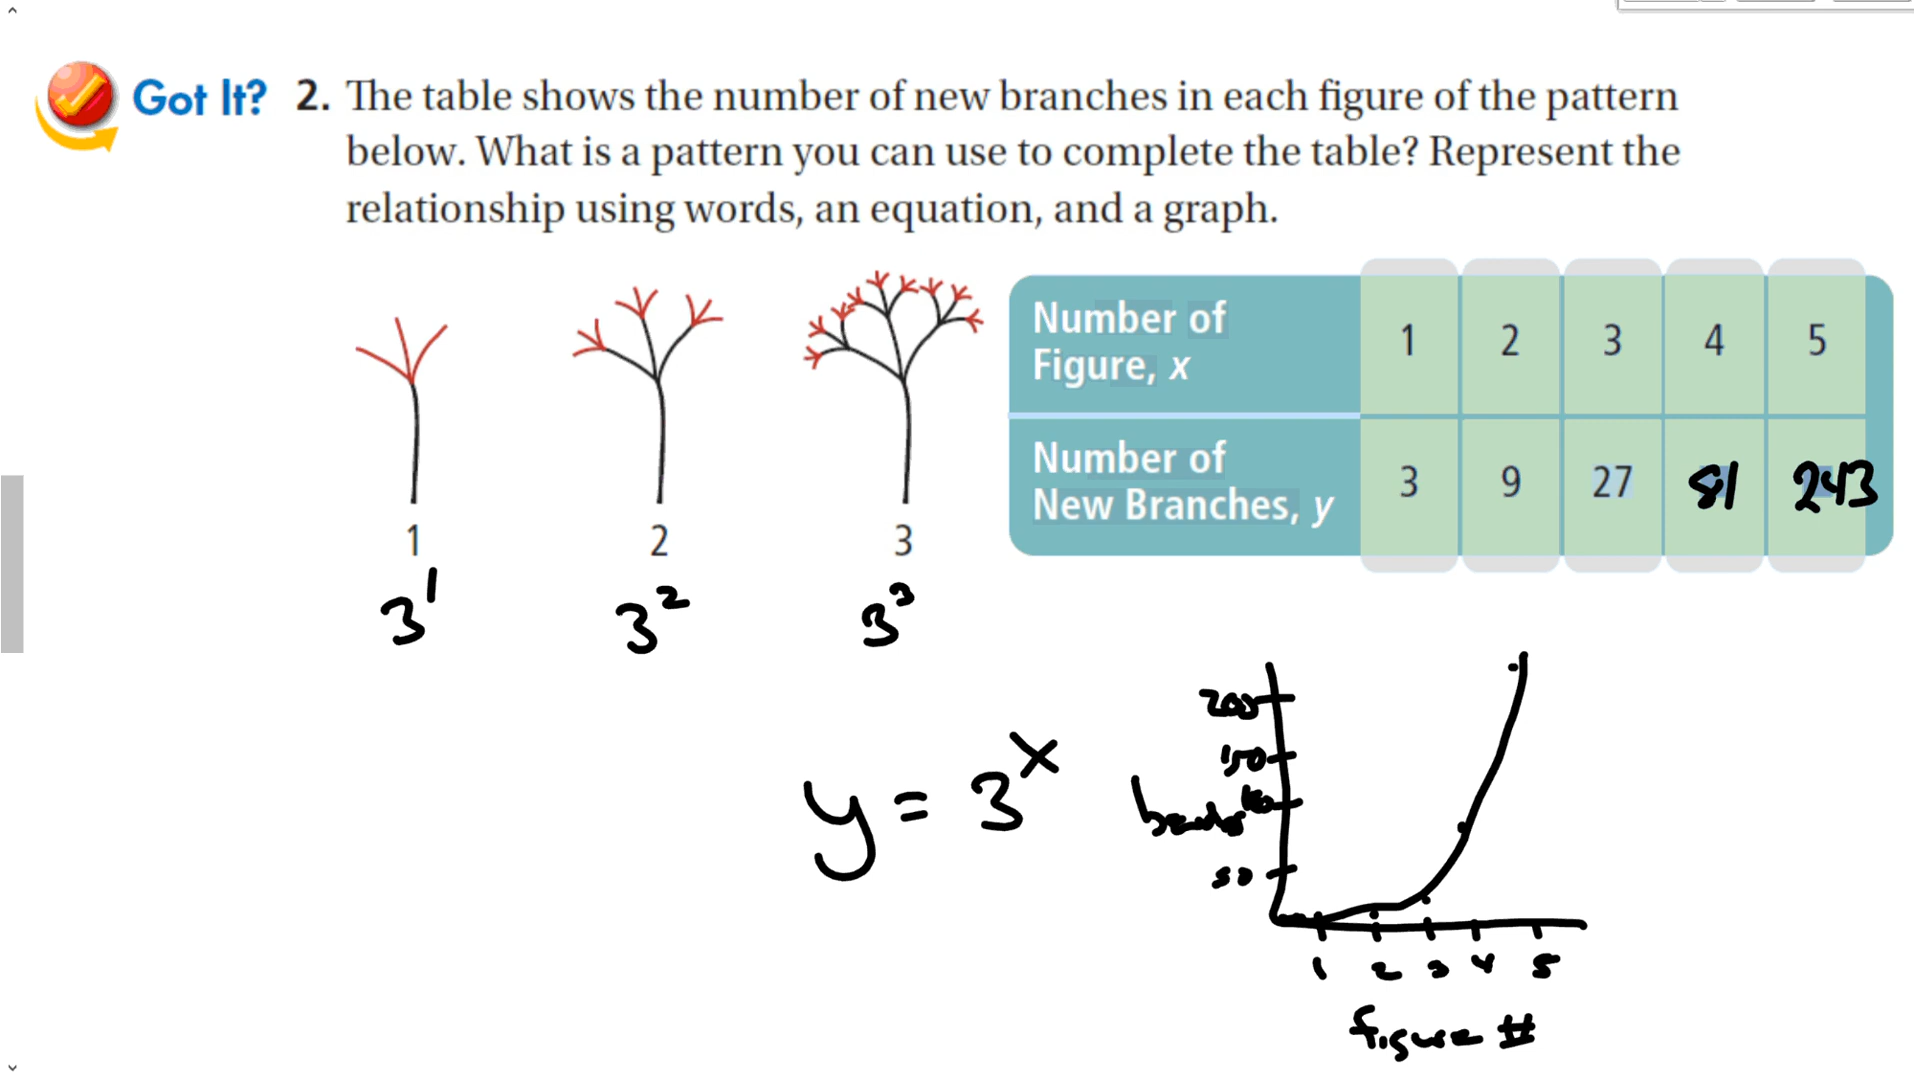 Got It? 2. The table shows the number of new branches in each figure of the pattern
below. What is a pattern you can use to complete the table? Represent the
relationship using words, an equation, and a graph.
Number of Figure, x 1 2 3 4 5
Number of New Branches, y 3 9 27 81 243
1 2 3
3¹ 3² 3³
y = 3ˣ
200
150
50
1 2 3 4 5
figure #